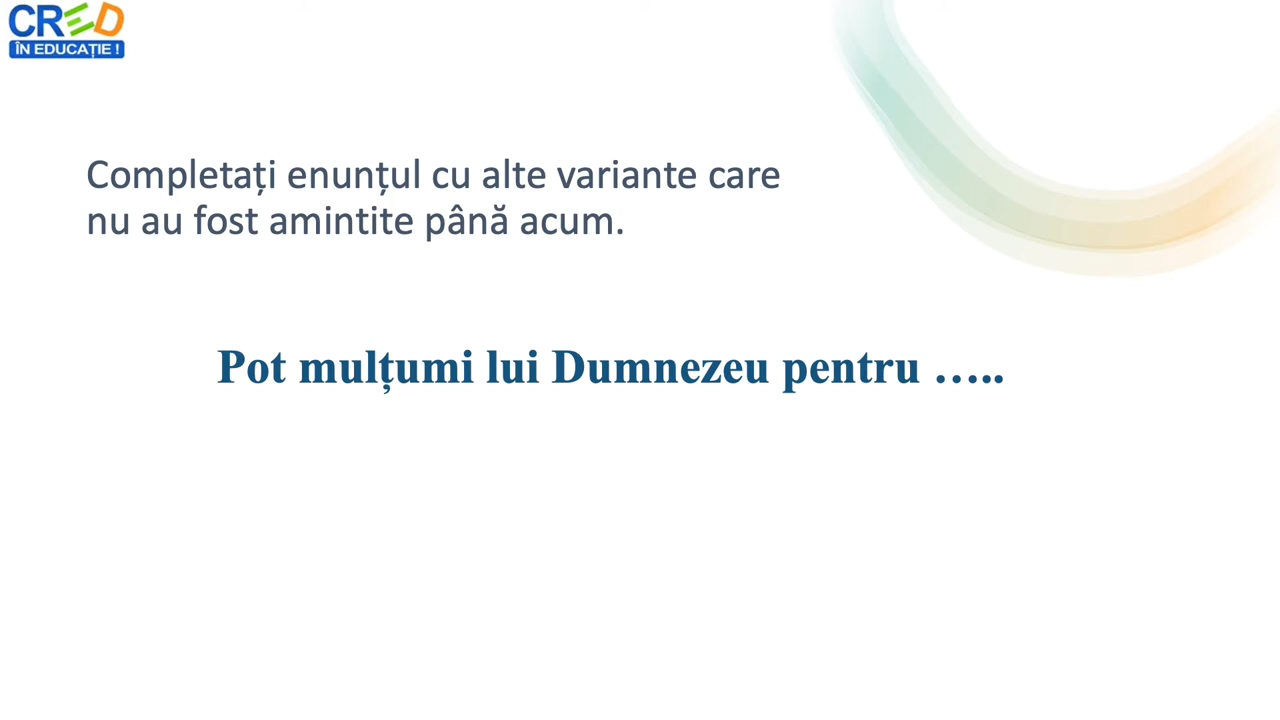 CRED
ÎN EDUCAȚIE !
Completați enunțul cu alte variante care
nu au fost amintite până acum.
Pot mulțumi lui Dumnezeu pentru …..